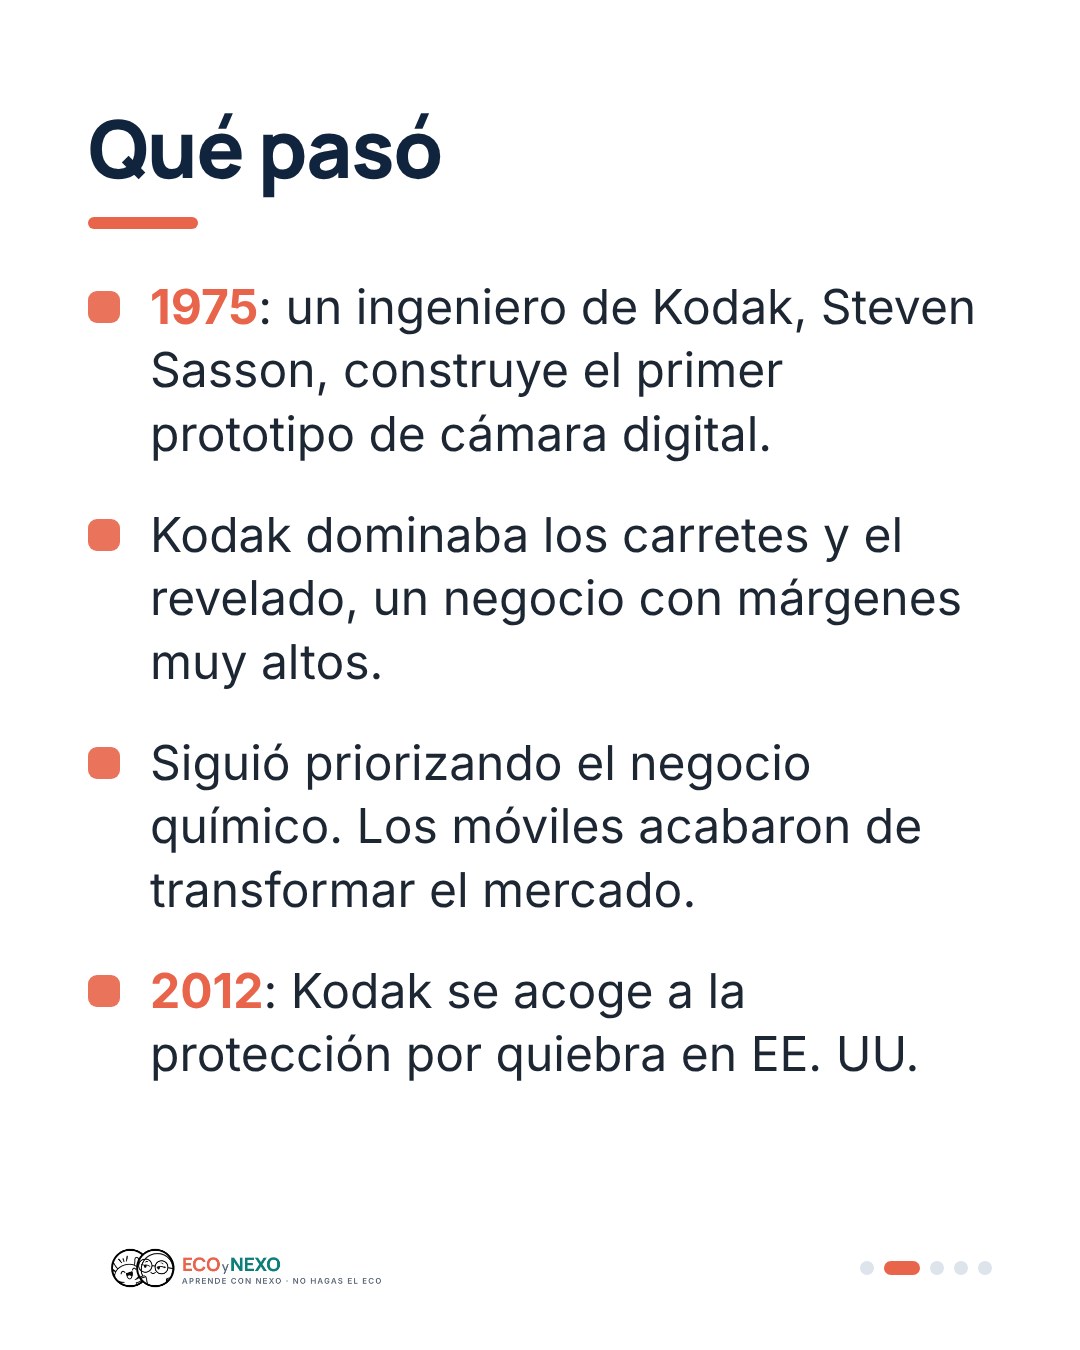 Qué pasó
1975: un ingeniero de Kodak, Steven
Sasson, construye el primer
prototipo de cámara digital.
Kodak dominaba los carretes y el
revelado, un negocio con márgenes
muy altos.
Siguió priorizando el negocio
químico. Los móviles acabaron de
transformar el mercado.
2012: Kodak se acoge a la
protección por quiebra en EE. UU.
ECO y NEXO
APRENDE CON NEXO · NO HAGAS EL ECO